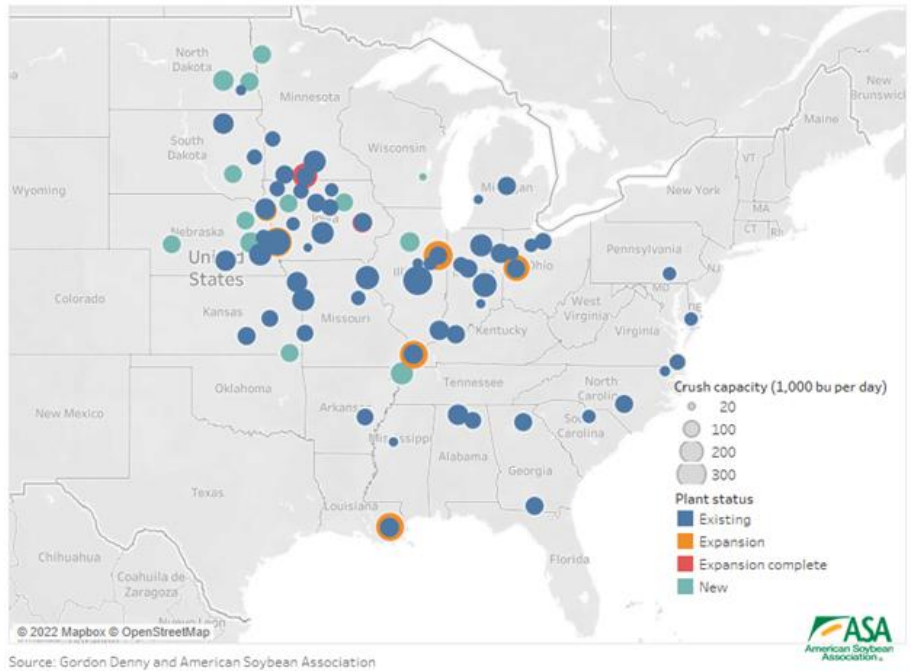 North
Dakota
Minnesota
New
Brunswick
Maine
South
Dakota
Wisconsin
VT
Michigan
New York
Wyoming
MA
CT
Iowa
Nebraska
Pennsylvania
United
States
Ohio
NJ
MD
DE
Colorado
West
Virginia
Kansas
Missouri
Kentucky
Virginia
Oklahoma
Tennessee
North
Carolina
Arkansas
South
Carolina
New Mexico
Mississippi
Alabama
Georgia
Texas
Louisiana
Chihuahua
Coahuila de
Zaragoza
Nuevo Leon
Florida
Crush capacity (1,000 bu per day)
20
100
200
300
Plant status
Existing
Expansion
Expansion complete
New
© 2022 Mapbox © OpenStreetMap
ASA
American Soybean
Association
Source: Gordon Denny and American Soybean Association